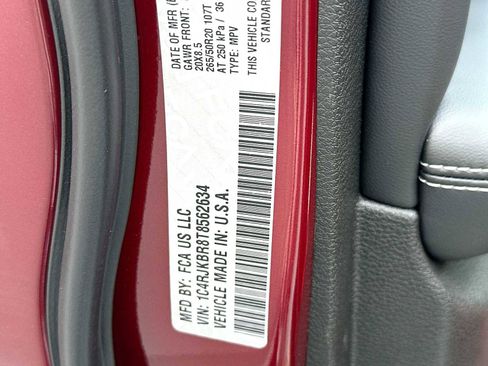 MFD BY: FCA US LLC
DATE OF MFR
GAWR FRONT:
20X8.5
265/50R20 107T
AT 250 kPa / 36
TYPE: MPV
THIS VEHICLE CO
STANDAR
VIN: 1C4RJKBR8T8562634
VEHICLE MADE IN U.S.A.